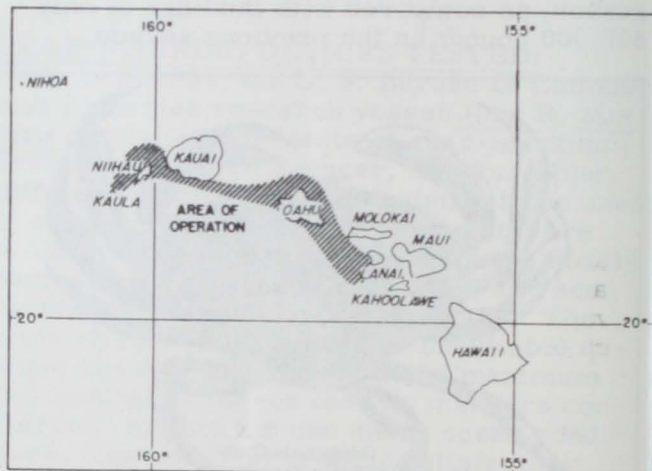 160°
155°
NIHOA
KAUAI
NIIHAU
KAULA
AREA OF
OPERATION
OAHU
MOLOKAI
MAUI
LANAI
KAHOOLAWE
20°
20°
HAWAII
160°
155°